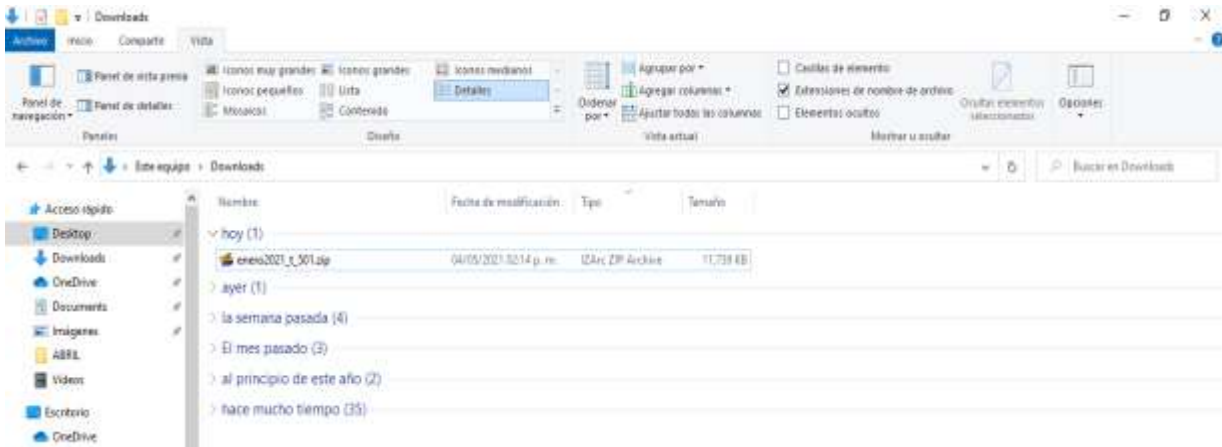 Downloads
Archivo Inicio Compartir Vista
Panel de navegación
Panel de vista previa
Panel de detalles
Paneles
Iconos muy grandes Iconos grandes Iconos medianos
Iconos pequeños Lista Detalles
Mosaicos Contenido
Diseño
Ordenar por
Agrupar por
Agregar columnas
Ajustar todas las columnas
Vista actual
Casillas de elemento
Extensiones de nombre de archivo
Elementos ocultos
Ocultar elementos seleccionados
Mostrar u ocultar
Opciones
Este equipo > Downloads
Buscar en Downloads
Nombre Fecha de modificación Tipo Tamaño
Acceso rápido
Desktop
Downloads
OneDrive
Documents
Imágenes
ABRIL
Videos
Escritorio
OneDrive
hoy (1)
enero2021_t_501.zip 04/05/2021 02:14 p. m. IZArc ZIP Archive
ayer (1)
la semana pasada (4)
El mes pasado (3)
al principio de este año (2)
hace mucho tiempo (35)